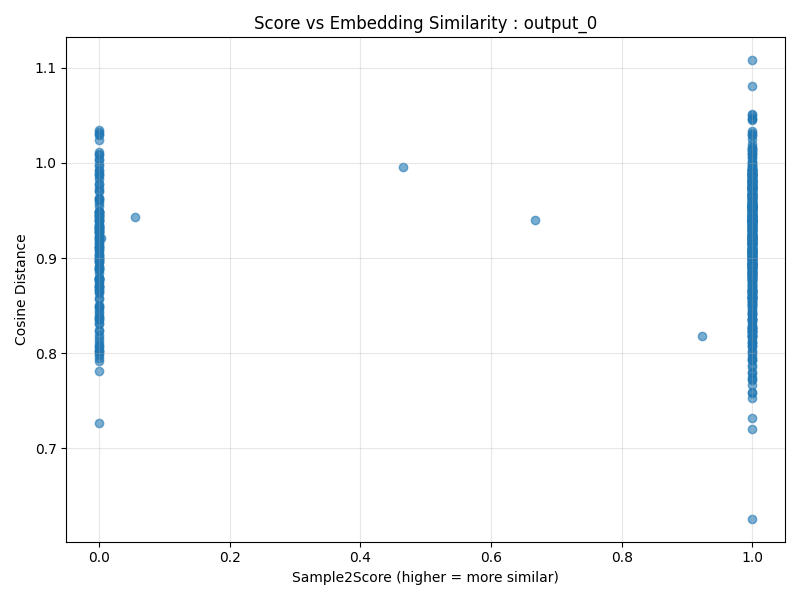 Score vs Embedding Similarity : output_0
1.1
1.0
0.9
0.8
0.7
Cosine Distance
0.0 0.2 0.4 0.6 0.8 1.0
Sample2Score (higher = more similar)